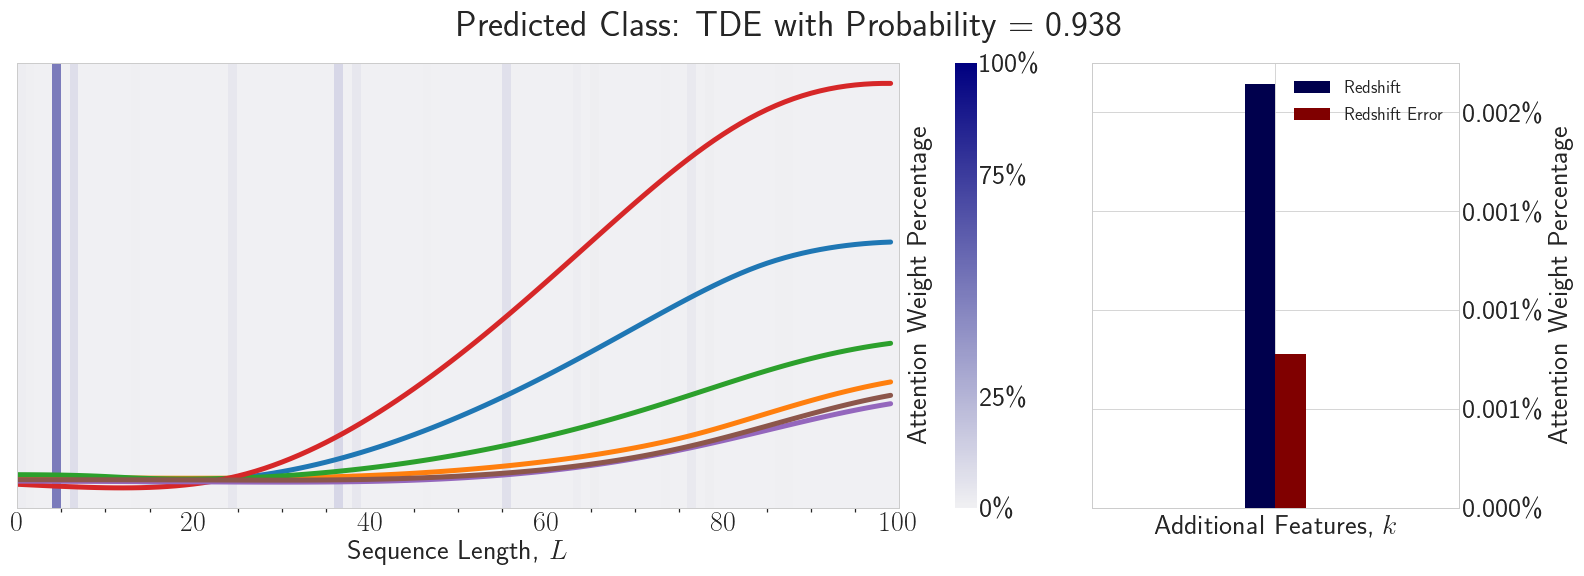 Predicted Class: TDE with Probability = 0.938
100%
75%
25%
0%
Attention Weight Percentage
0 20 40 60 80 100
Sequence Length, L
Redshift
Redshift Error
0.002%
0.001%
0.001%
0.001%
0.000%
Attention Weight Percentage
Additional Features, k